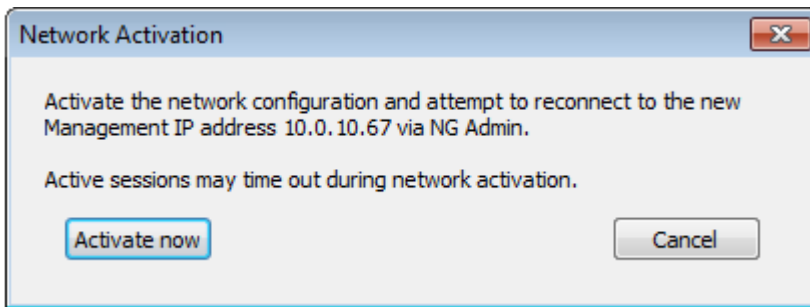 Network Activation
Activate the network configuration and attempt to reconnect to the new
Management IP address 10.0.10.67 via NG Admin.
Active sessions may time out during network activation.
Activate now
Cancel